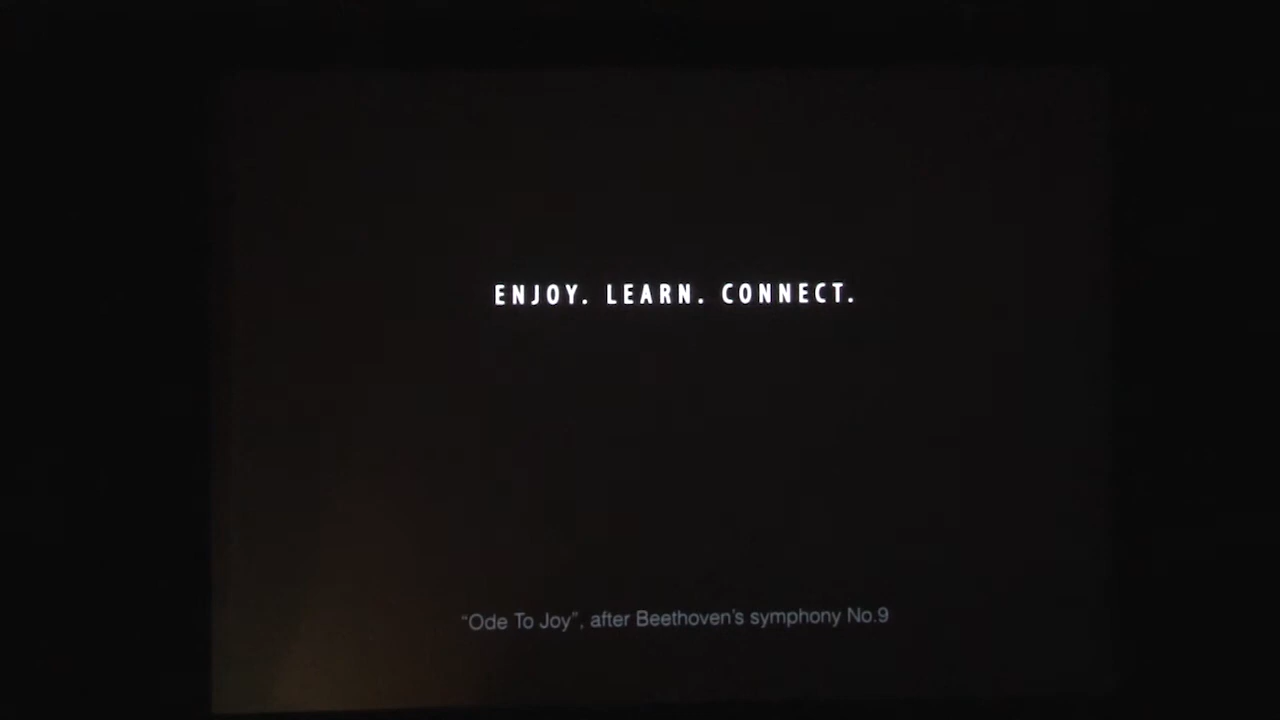 ENJOY. LEARN. CONNECT.
“Ode To Joy”, after Beethoven’s symphony No.9